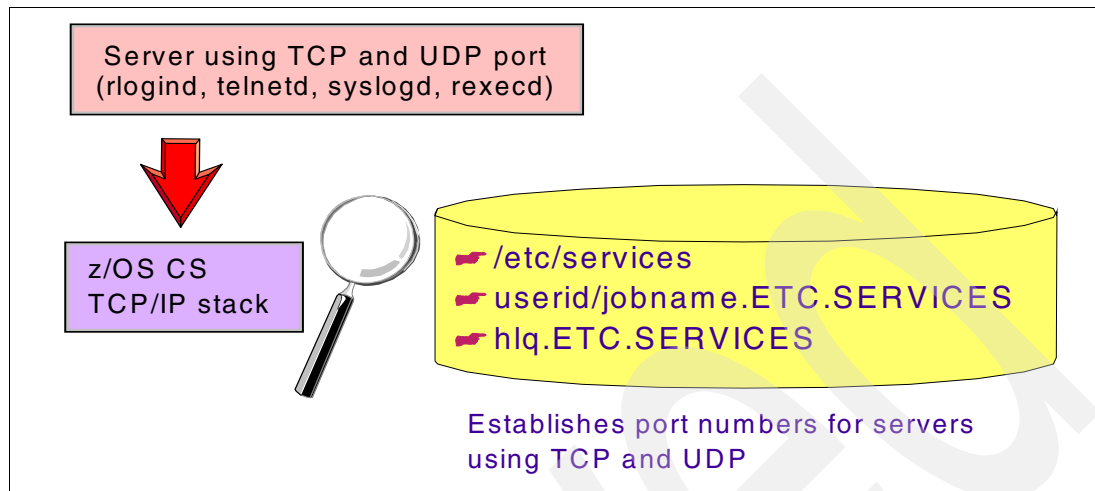 Server using TCP and UDP port
(rlogind, telnetd, syslogd, rexecd)
z/OS CS
TCP/IP stack
/etc/services
userid/jobname.ETC.SERVICES
hlq.ETC.SERVICES
Establishes port numbers for servers
using TCP and UDP